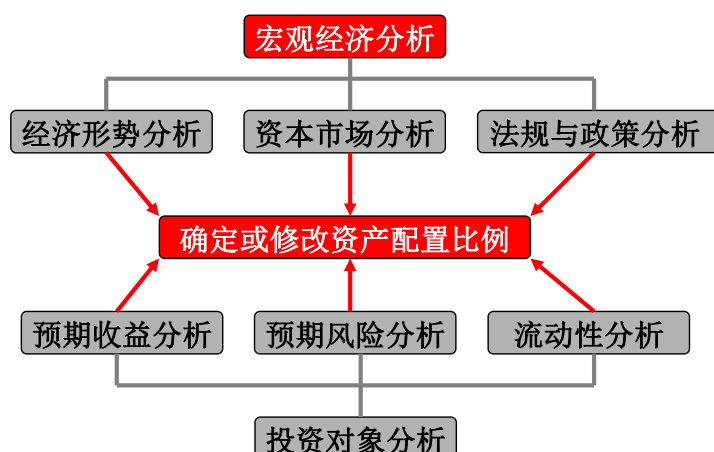 宏观经济分析
经济形势分析
资本市场分析
法规与政策分析
确定或修改资产配置比例
预期收益分析
预期风险分析
流动性分析
投资对象分析